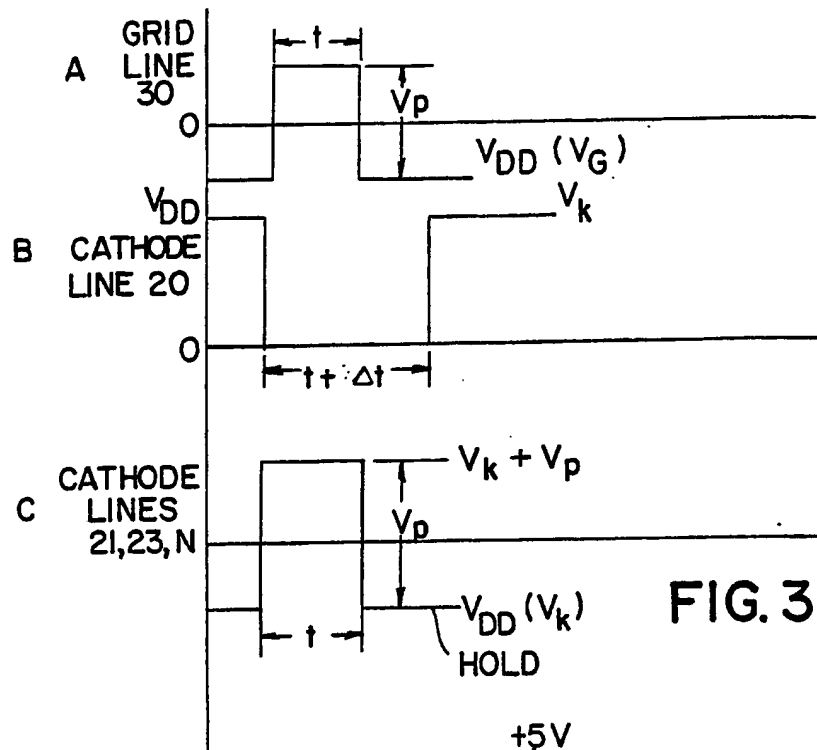 GRID
LINE
30
A
t
Vp
0
VDD (VG)
VDD
Vk
B
CATHODE
LINE 20
0
t + Δt
C
CATHODE
LINES
21,23, N
Vk + Vp
Vp
VDD (Vk)
t
HOLD
FIG. 3
+5V